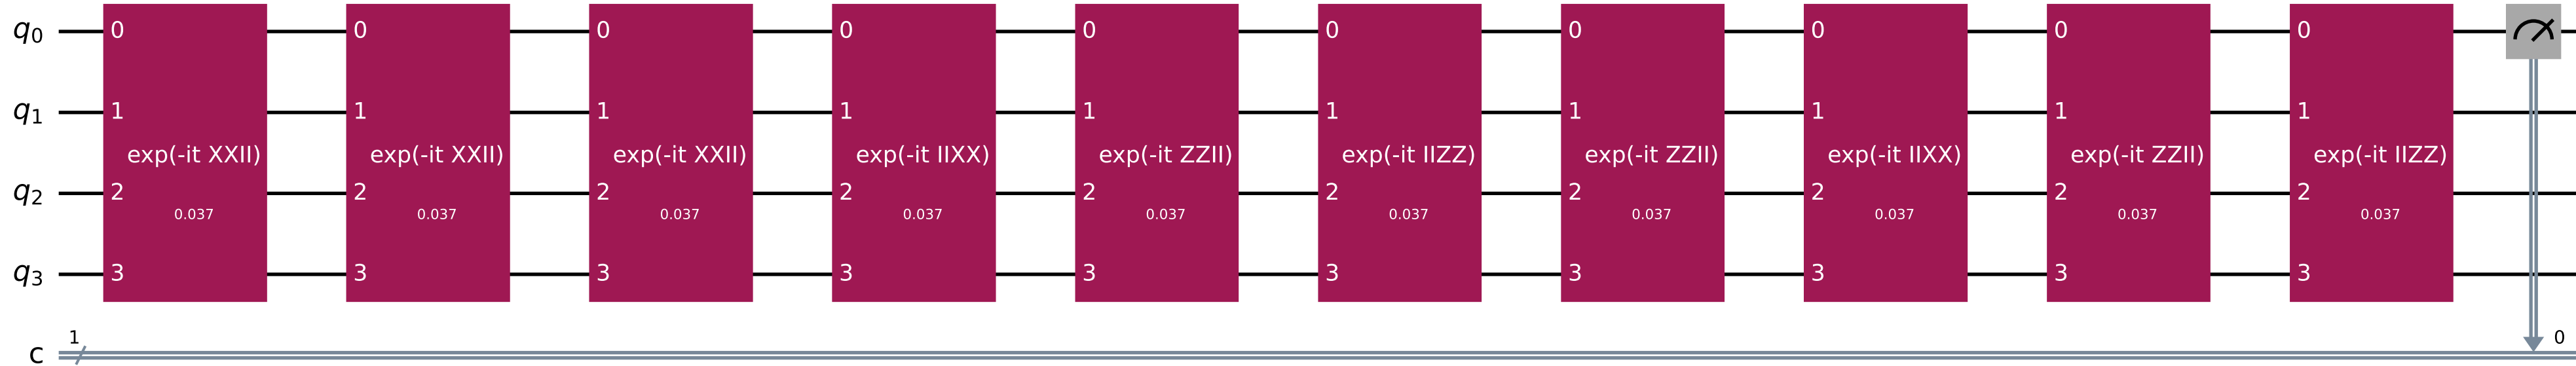 q0 0 0 0 0 0 0 0 0 0 0
q1 1 1 1 1 1 1 1 1 1 1
exp(-it XXII) exp(-it XXII) exp(-it XXII) exp(-it IIXX) exp(-it ZZII) exp(-it IIZZ) exp(-it ZZII) exp(-it IIXX) exp(-it ZZII) exp(-it IIZZ)
q2 2 2 2 2 2 2 2 2 2 2
0.037 0.037 0.037 0.037 0.037 0.037 0.037 0.037 0.037 0.037
q3 3 3 3 3 3 3 3 3 3 3
1 0
c